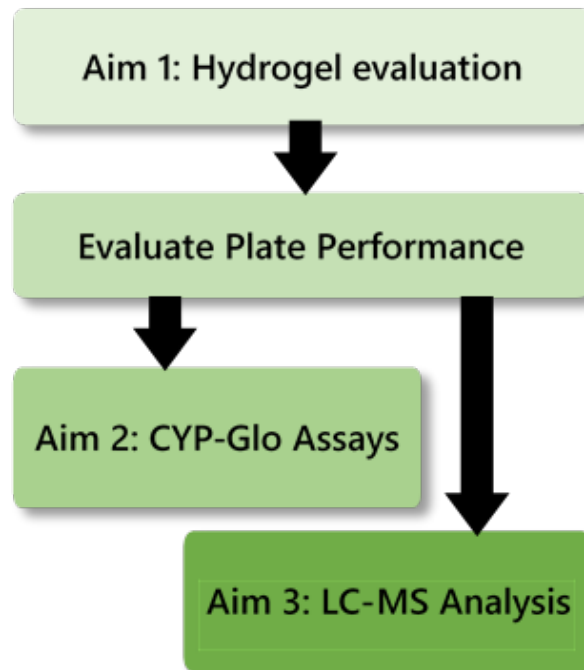 Aim 1: Hydrogel evaluation
Evaluate Plate Performance
Aim 2: CYP-Glo Assays
Aim 3: LC-MS Analysis